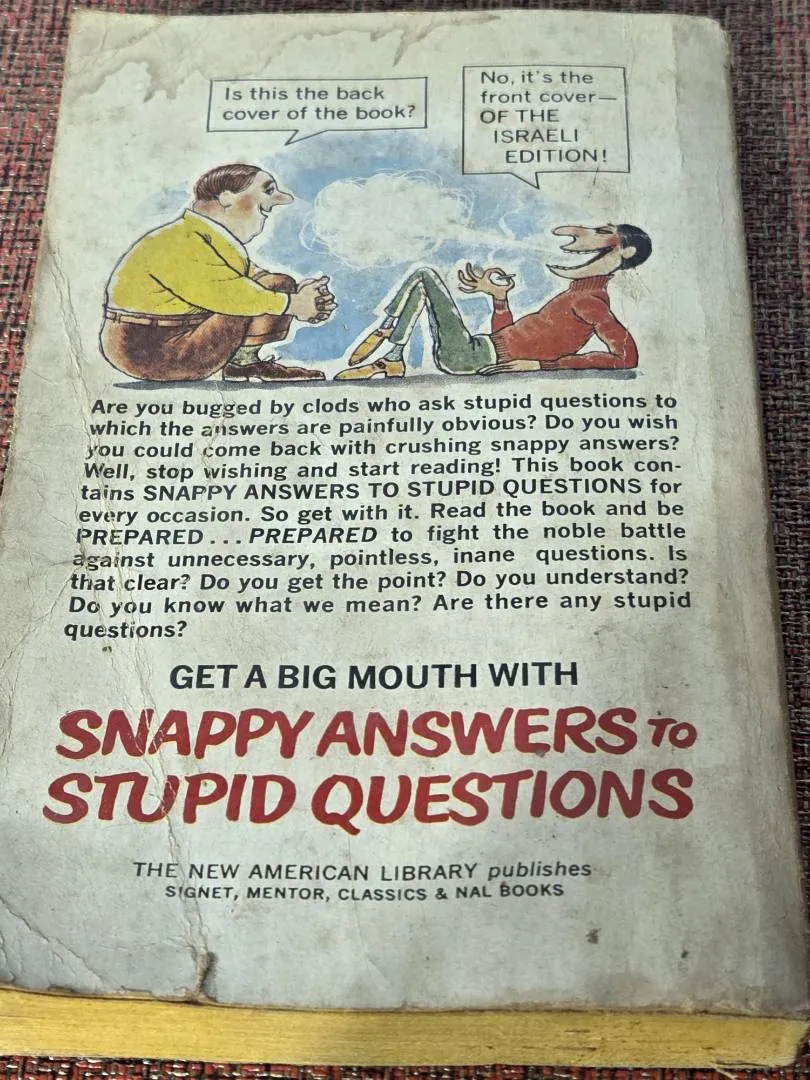 Is this the back
cover of the book?
No, it's the
front cover—
OF THE
ISRAELI
EDITION!
Are you bugged by clods who ask stupid questions to
which the answers are painfully obvious? Do you wish
you could come back with crushing snappy answers?
Well, stop wishing and start reading! This book con-
tains SNAPPY ANSWERS TO STUPID QUESTIONS for
every occasion. So get with it. Read the book and be
PREPARED... PREPARED to fight the noble battle
against unnecessary, pointless, inane questions. Is
that clear? Do you get the point? Do you understand?
Do you know what we mean? Are there any stupid
questions?
GET A BIG MOUTH WITH
SNAPPY ANSWERS TO
STUPID QUESTIONS
THE NEW AMERICAN LIBRARY publishes
SIGNET, MENTOR, CLASSICS & NAL BOOKS